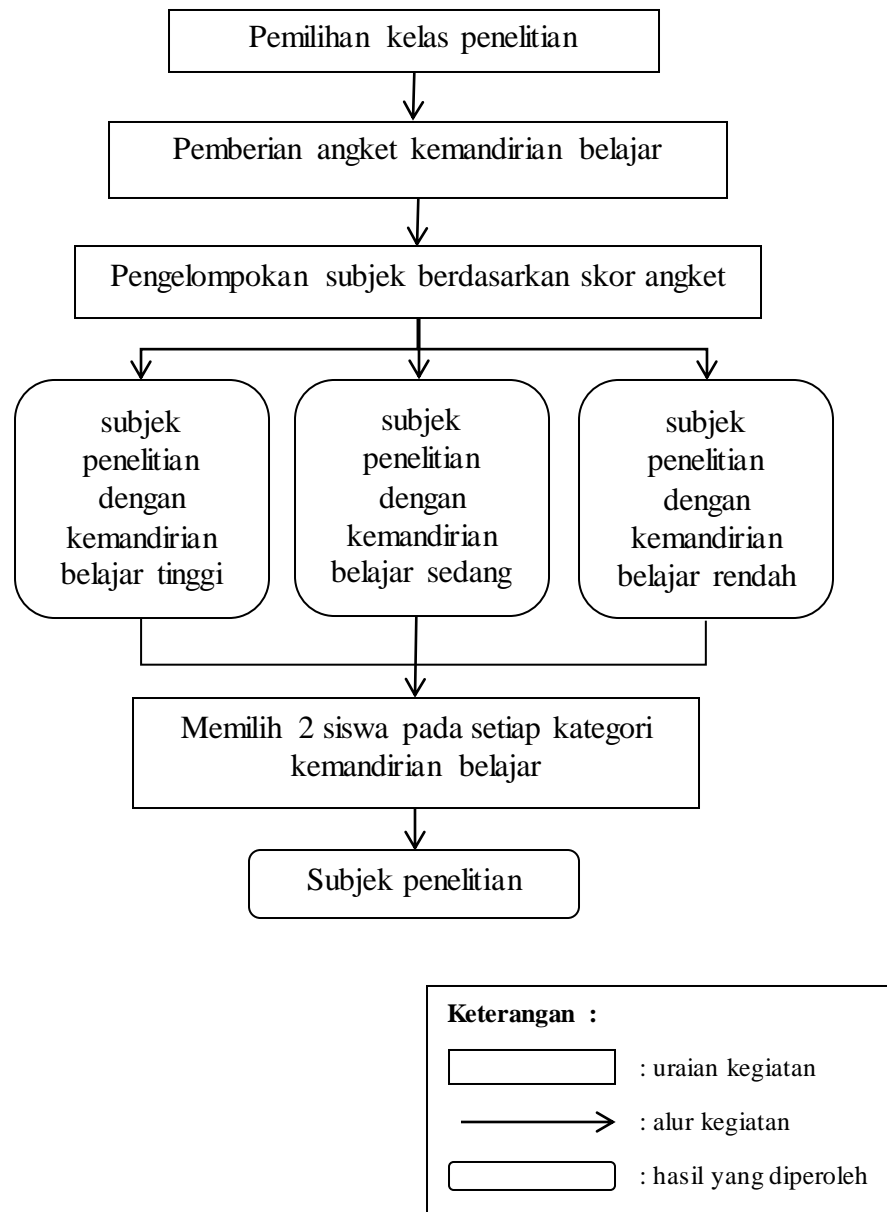 Pemilihan kelas penelitian
Pemberian angket kemandirian belajar
Pengelompokan subjek berdasarkan skor angket
subjek
penelitian
dengan
kemandirian
belajar tinggi
subjek
penelitian
dengan
kemandirian
belajar sedang
subjek
penelitian
dengan
kemandirian
belajar rendah
Memilih 2 siswa pada setiap kategori
kemandirian belajar
Subjek penelitian
Keterangan :
: uraian kegiatan
: alur kegiatan
: hasil yang diperoleh